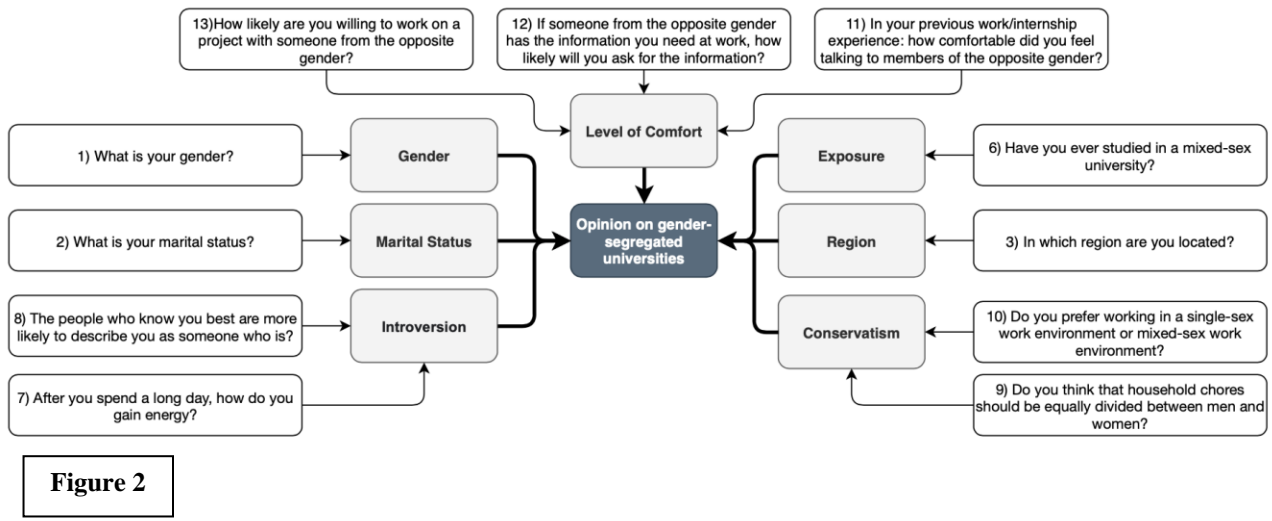 13)How likely are you willing to work on a
project with someone from the opposite
gender?
12) If someone from the opposite gender
has the information you need at work, how
likely will you ask for the information?
11) In your previous work/internship
experience: how comfortable did you feel
talking to members of the opposite gender?
Level of Comfort
1) What is your gender?
Gender
Exposure
6) Have you ever studied in a mixed-sex
university?
2) What is your marital status?
Marital Status
Opinion on gender-
segregated
universities
Region
3) In which region are you located?
8) The people who know you best are more
likely to describe you as someone who is?
Introversion
Conservatism
10) Do you prefer working in a single-sex
work environment or mixed-sex work
environment?
7) After you spend a long day, how do you
gain energy?
9) Do you think that household chores
should be equally divided between men and
women?
Figure 2